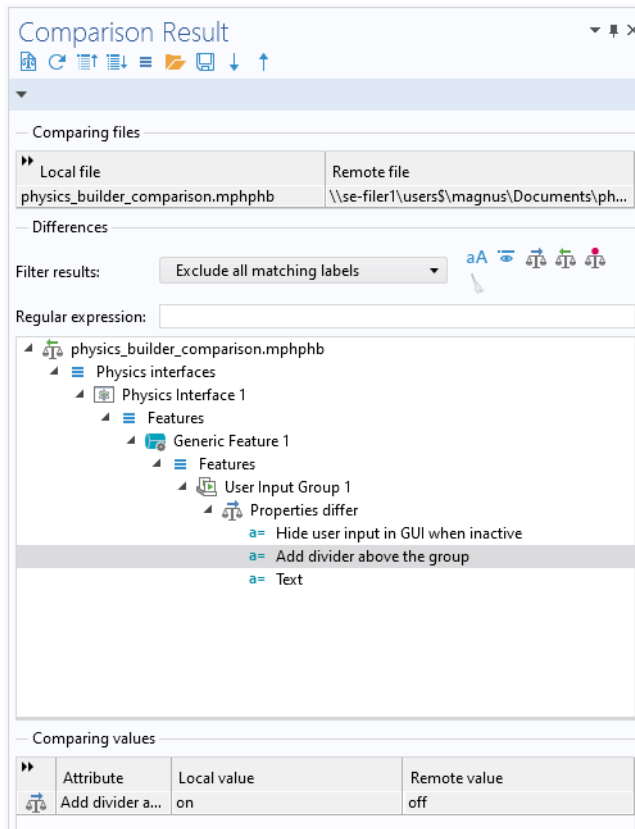 Comparison Result
Comparing files
Local file Remote file
physics_builder_comparison.mphphb \\se-filer1\users$\magnus\Documents\ph...
Differences
Filter results: Exclude all matching labels aA
Regular expression:
physics_builder_comparison.mphphb
Physics interfaces
Physics Interface 1
Features
Generic Feature 1
Features
User Input Group 1
Properties differ
a= Hide user input in GUI when inactive
a= Add divider above the group
a= Text
Comparing values
Attribute Local value Remote value
Add divider a... on off